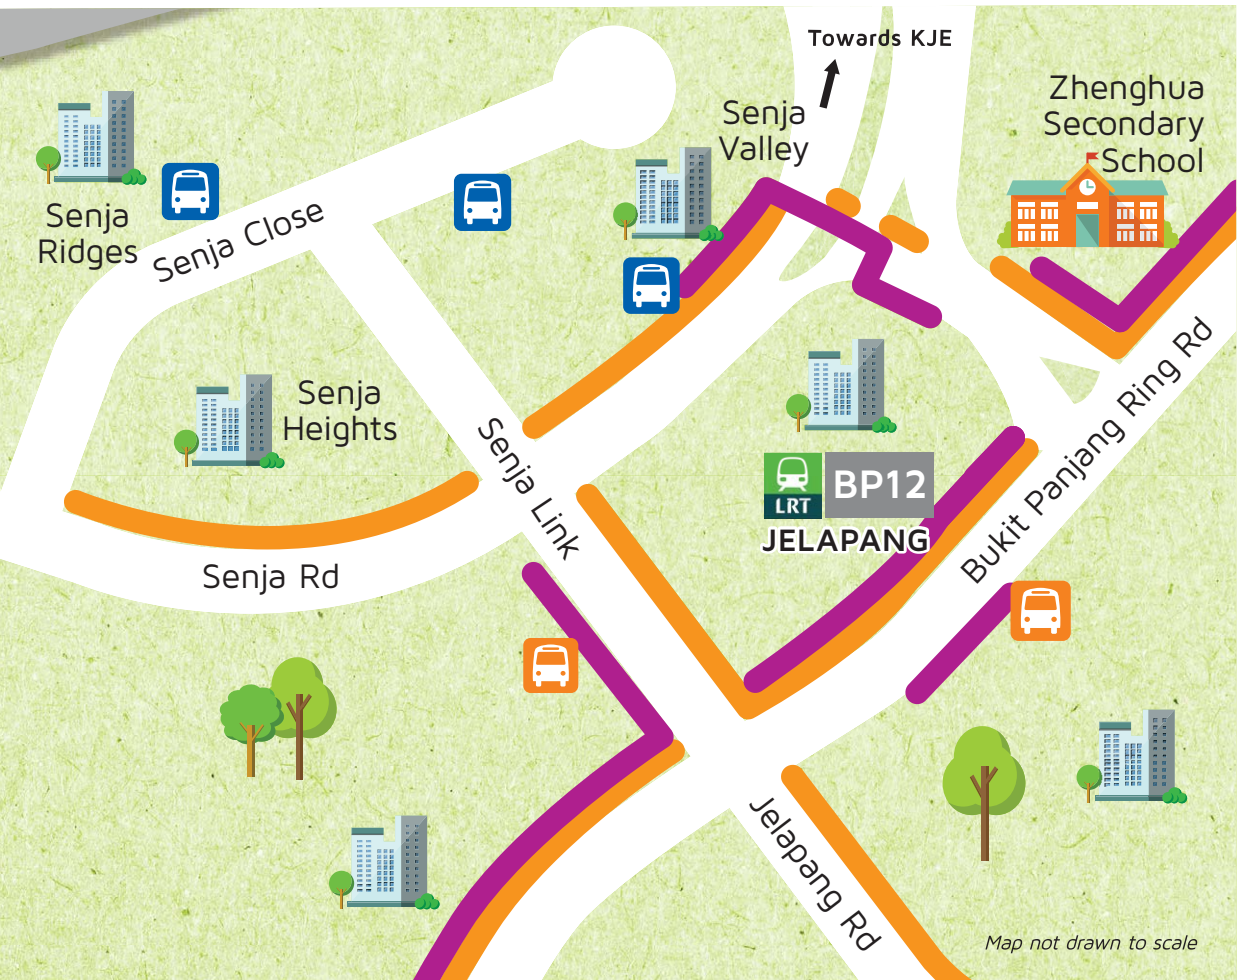 Towards KJE
Zhenghua
Secondary
School
Senja
Valley
Senja
Ridges
Senja Close
Senja
Heights
Senja Link
Bukit Panjang Ring Rd
LRT
BP12
JELAPANG
Senja Rd
Jelapang Rd
Map not drawn to scale